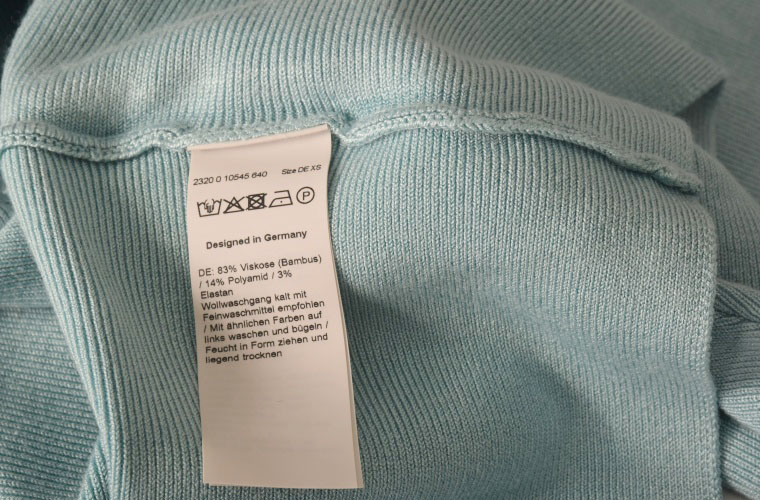 2320 0 10545 640 Size DE XS
P
Designed in Germany
DE: 83% Viskose (Bambus)
/ 14% Polyamid / 3%
Elastan
Wollwaschgang kalt mit
Feinwaschmittel empfohlen
/ Mit ähnlichen Farben auf
links waschen und bügeln /
Feucht in Form ziehen und
liegend trocknen